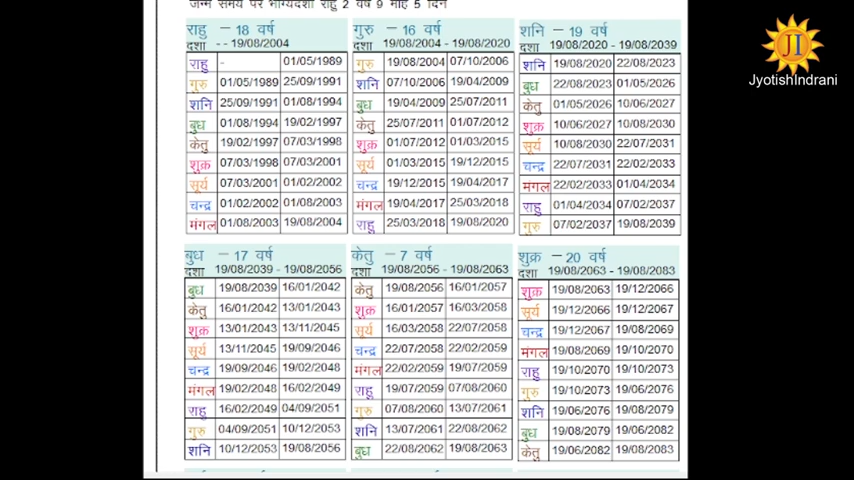 जन्म समय पर भोग्यदशा राहु 2 वर्ष 9 माह 5 दिन
JI
JyotishIndrani
राहु - 18 वर्ष
दशा - - 19/08/2004
राहु - 01/05/1989
गुरु 01/05/1989 25/09/1991
शनि 25/09/1991 01/08/1994
बुध 01/08/1994 19/02/1997
केतु 19/02/1997 07/03/1998
शुक्र 07/03/1998 07/03/2001
सूर्य 07/03/2001 01/02/2002
चन्द्र 01/02/2002 01/08/2003
मंगल 01/08/2003 19/08/2004
गुरु - 16 वर्ष
दशा 19/08/2004 - 19/08/2020
गुरु 19/08/2004 07/10/2006
शनि 07/10/2006 19/04/2009
बुध 19/04/2009 25/07/2011
केतु 25/07/2011 01/07/2012
शुक्र 01/07/2012 01/03/2015
सूर्य 01/03/2015 19/12/2015
चन्द्र 19/12/2015 19/04/2017
मंगल 19/04/2017 25/03/2018
राहु 25/03/2018 19/08/2020
शनि - 19 वर्ष
दशा 19/08/2020 - 19/08/2039
शनि 19/08/2020 22/08/2023
बुध 22/08/2023 01/05/2026
केतु 01/05/2026 10/06/2027
शुक्र 10/06/2027 10/08/2030
सूर्य 10/08/2030 22/07/2031
चन्द्र 22/07/2031 22/02/2033
मंगल 22/02/2033 01/04/2034
राहु 01/04/2034 07/02/2037
गुरु 07/02/2037 19/08/2039
बुध - 17 वर्ष
दशा 19/08/2039 - 19/08/2056
बुध 19/08/2039 16/01/2042
केतु 16/01/2042 13/01/2043
शुक्र 13/01/2043 13/11/2045
सूर्य 13/11/2045 19/09/2046
चन्द्र 19/09/2046 19/02/2048
मंगल 19/02/2048 16/02/2049
राहु 16/02/2049 04/09/2051
गुरु 04/09/2051 10/12/2053
शनि 10/12/2053 19/08/2056
केतु - 7 वर्ष
दशा 19/08/2056 - 19/08/2063
केतु 19/08/2056 16/01/2057
शुक्र 16/01/2057 16/03/2058
सूर्य 16/03/2058 22/07/2058
चन्द्र 22/07/2058 22/02/2059
मंगल 22/02/2059 19/07/2059
राहु 19/07/2059 07/08/2060
गुरु 07/08/2060 13/07/2061
शनि 13/07/2061 22/08/2062
बुध 22/08/2062 19/08/2063
शुक्र - 20 वर्ष
दशा 19/08/2063 - 19/08/2083
शुक्र 19/08/2063 19/12/2066
सूर्य 19/12/2066 19/12/2067
चन्द्र 19/12/2067 19/08/2069
मंगल 19/08/2069 19/10/2070
राहु 19/10/2070 19/10/2073
गुरु 19/10/2073 19/06/2076
शनि 19/06/2076 19/08/2079
बुध 19/08/2079 19/06/2082
केतु 19/06/2082 19/08/2083